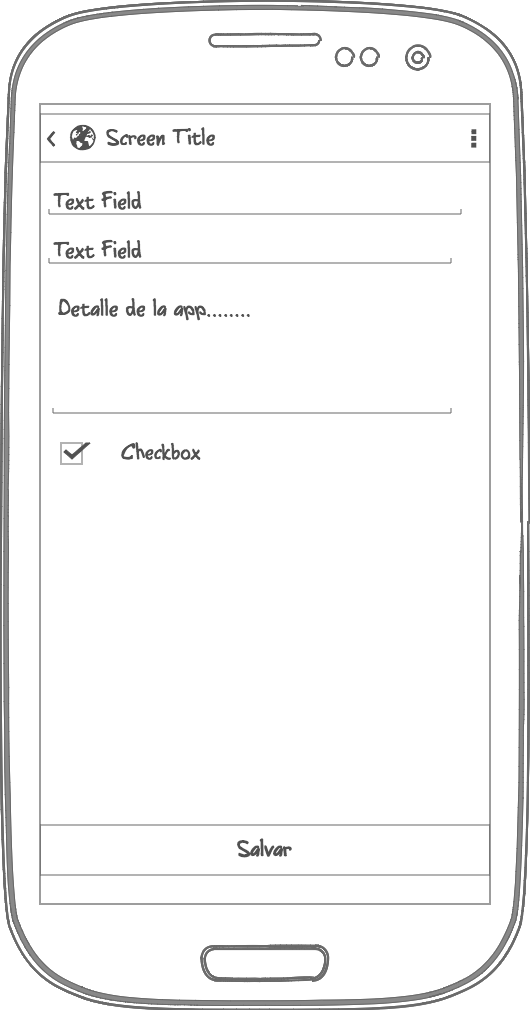 Screen Title
Text Field
Text Field
Detalle de la app........
Checkbox
Salvar